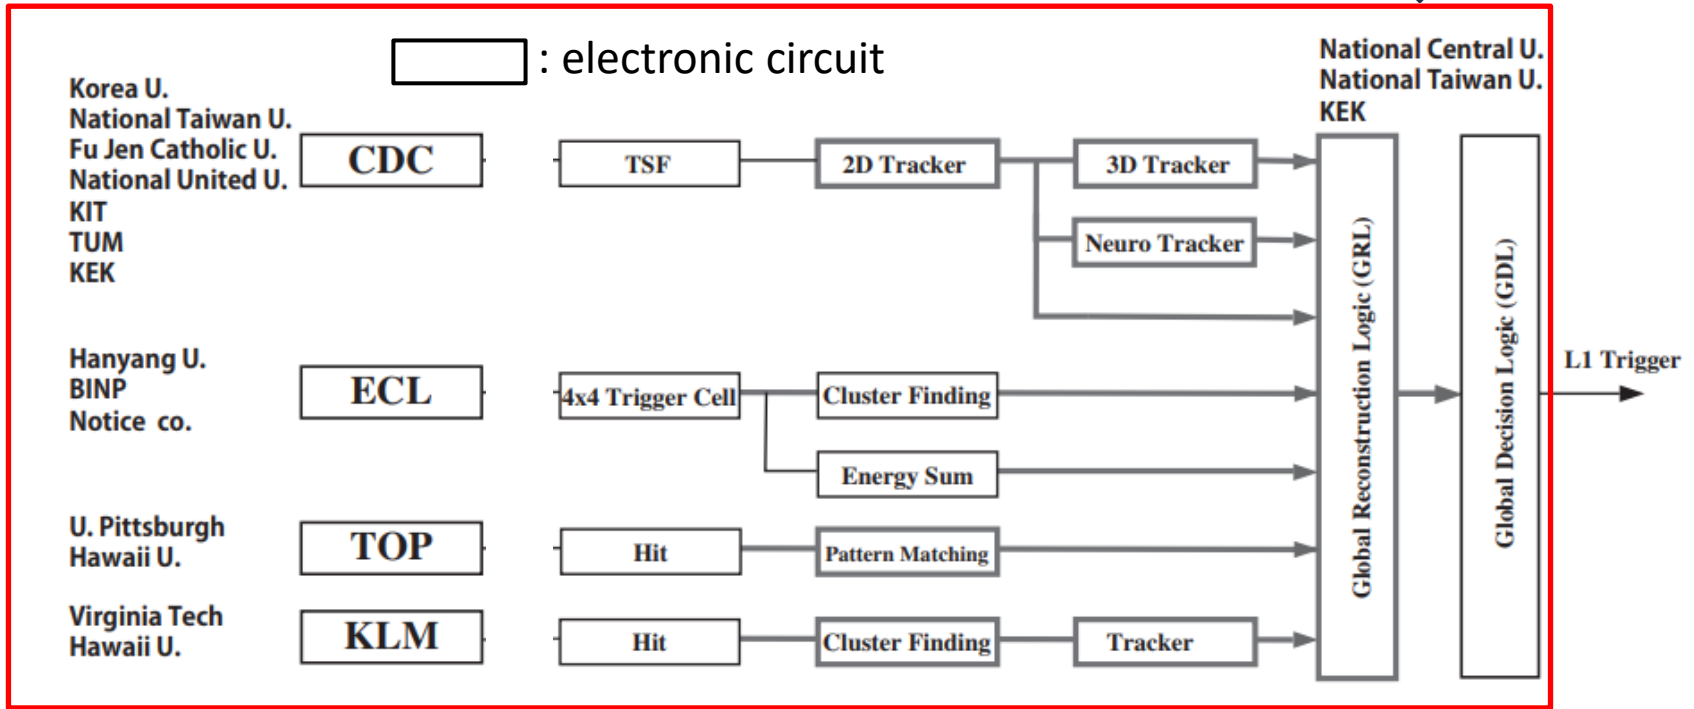 : electronic circuit
National Central U.
National Taiwan U.
KEK
Korea U.
National Taiwan U.
Fu Jen Catholic U.
National United U.
KIT
TUM
KEK
CDC
TSF
2D Tracker
3D Tracker
Neuro Tracker
Hanyang U.
BINP
Notice co.
ECL
4x4 Trigger Cell
Cluster Finding
Energy Sum
U. Pittsburgh
Hawaii U.
TOP
Hit
Pattern Matching
Virginia Tech
Hawaii U.
KLM
Hit
Cluster Finding
Tracker
Global Reconstruction Logic (GRL)
Global Decision Logic (GDL)
L1 Trigger